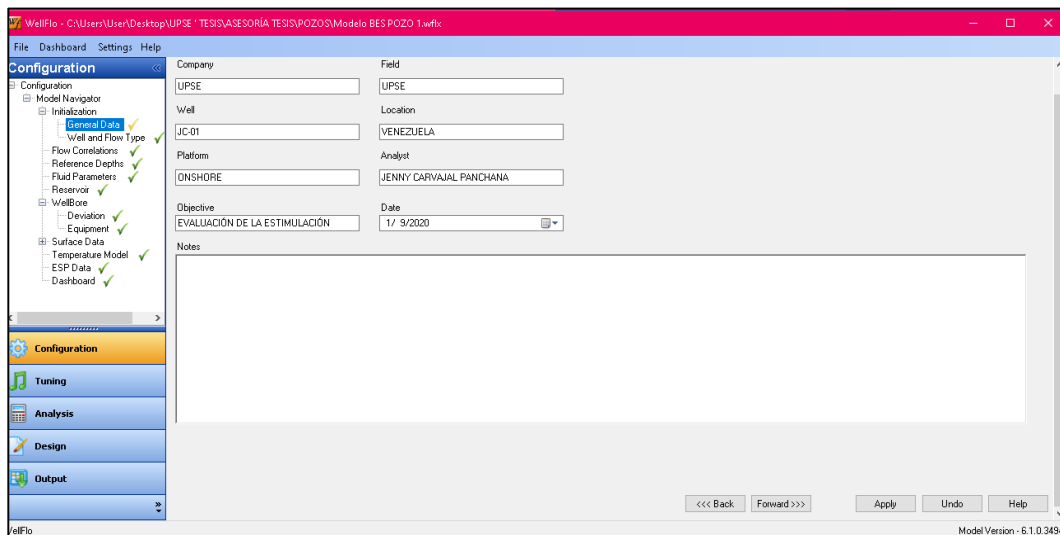 WellFlo - C:\Users\User\Desktop\UPSE ' TESIS\ASESORÍA TESIS\POZOS\Modelo BES POZO 1.wflx
File Dashboard Settings Help
Configuration
Configuration
Model Navigator
Initialization
General Data
Well and Flow Type
Flow Correlations
Reference Depths
Fluid Parameters
Reservoir
WellBore
Deviation
Equipment
Surface Data
Temperature Model
ESP Data
Dashboard
Configuration
Tuning
Analysis
Design
Output
Company Field
UPSE UPSE
Well Location
JC-01 VENEZUELA
Platform Analyst
ONSHORE JENNY CARVAJAL PANCHANA
Objective Date
EVALUACIÓN DE LA ESTIMULACIÓN 1/ 9/2020
Notes
<<< Back Forward >>> Apply Undo Help
WellFlo Model Version - 6.1.0.349